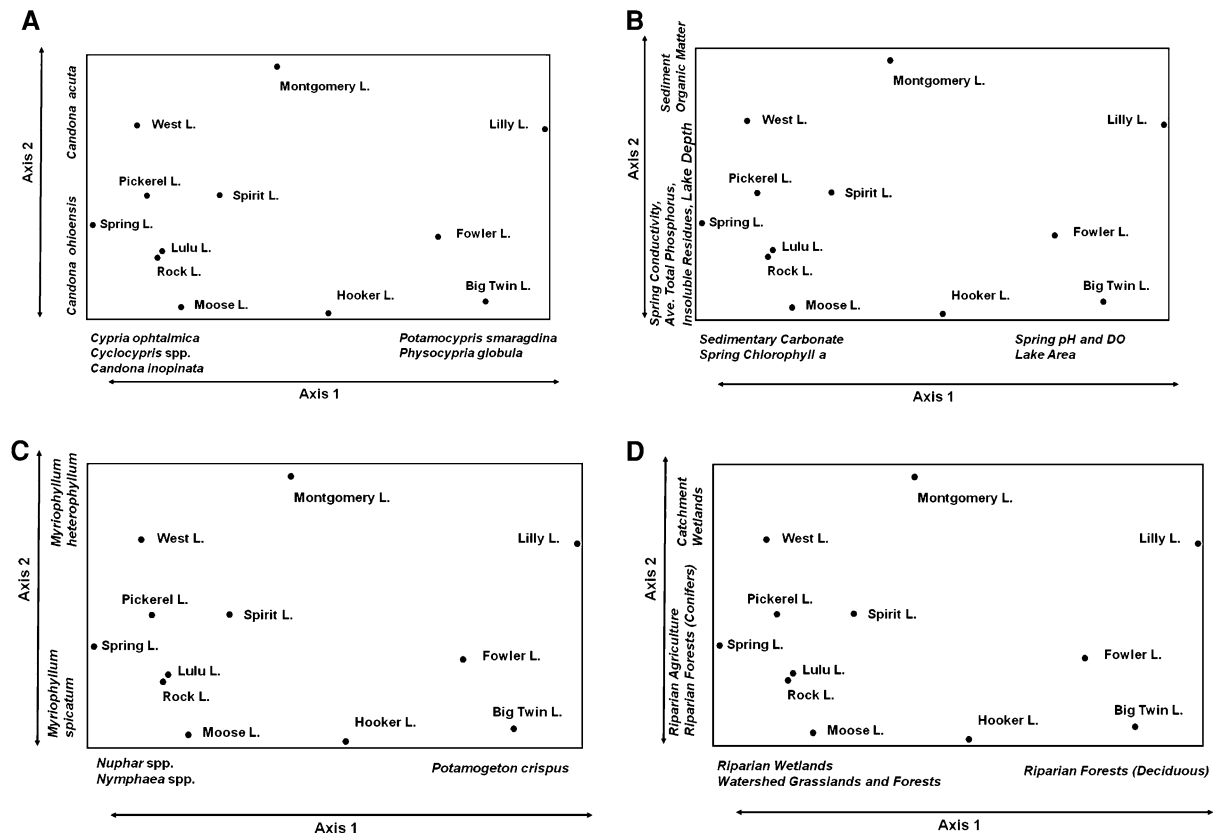 A
Axis 2
Candona acuta
Candona ohioensis
Montgomery L.
West L.
Lilly L.
Pickerel L.
Spirit L.
Spring L.
Fowler L.
Lulu L.
Rock L.
Moose L.
Hooker L.
Big Twin L.
Cypria ophtalmica
Cyclocypris spp.
Candona inopinata
Potamocypris smaragdina
Physocypria globula
Axis 1
B
Axis 2
Sediment
Organic Matter
Spring Conductivity,
Ave. Total Phosphorus,
Insoluble Residues, Lake Depth
Montgomery L.
West L.
Lilly L.
Pickerel L.
Spirit L.
Spring L.
Fowler L.
Lulu L.
Rock L.
Moose L.
Hooker L.
Big Twin L.
Sedimentary Carbonate
Spring Chlorophyll a
Spring pH and DO
Lake Area
Axis 1
C
Axis 2
Myriophyllum
heterophyllum
Myriophyllum
spicatum
Montgomery L.
West L.
Lilly L.
Pickerel L.
Spirit L.
Spring L.
Fowler L.
Lulu L.
Rock L.
Moose L.
Hooker L.
Big Twin L.
Nuphar spp.
Nymphaea spp.
Potamogeton crispus
Axis 1
D
Axis 2
Catchment
Wetlands
Riparian Agriculture
Riparian Forests (Conifers)
Montgomery L.
West L.
Lilly L.
Pickerel L.
Spirit L.
Spring L.
Fowler L.
Lulu L.
Rock L.
Moose L.
Hooker L.
Big Twin L.
Riparian Wetlands
Watershed Grasslands and Forests
Riparian Forests (Deciduous)
Axis 1